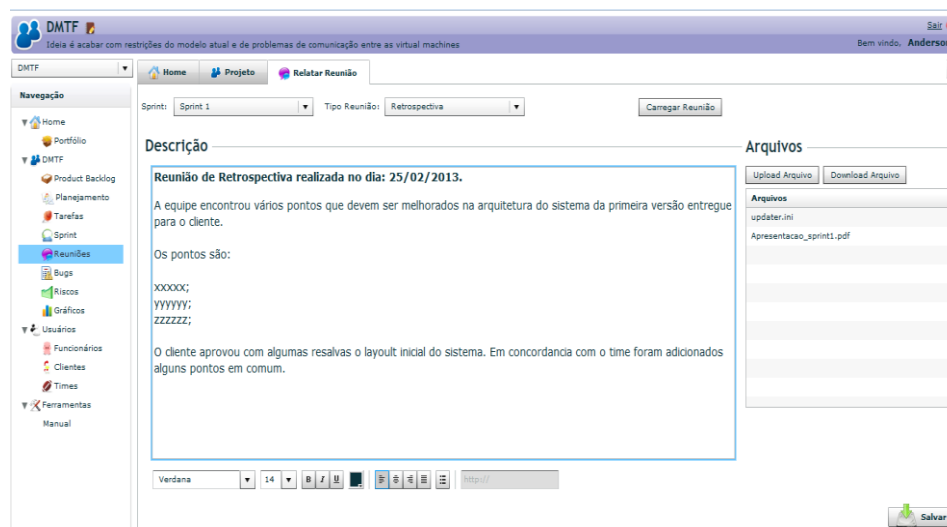 DMTF
Sair
Ideia é acabar com restrições do modelo atual e de problemas de comunicação entre as virtual machines
Bem vindo, Anderson
DMTF
Home
Projeto
Relatar Reunião
Navegação
Sprint:
Sprint 1
Tipo Reunião:
Retrospectiva
Carregar Reunião
Home
Portfólio
DMTF
Product Backlog
Planejamento
Tarefas
Sprint
Reuniões
Bugs
Riscos
Gráficos
Usuários
Funcionários
Clientes
Times
Ferramentas
Manual
Descrição
Reunião de Retrospectiva realizada no dia: 25/02/2013.
A equipe encontrou vários pontos que devem ser melhorados na arquitetura do sistema da primeira versão entregue
para o cliente.
Os pontos são:
xxxxx;
yyyyyy;
zzzzzz;
O cliente aprovou com algumas resalvas o layoult inicial do sistema. Em concordancia com o time foram adicionados
alguns pontos em comum.
Verdana
14
B
I
U
http://
Arquivos
Upload Arquivo
Download Arquivo
Arquivos
updater.ini
Apresentacao_sprint1.pdf
Salvar